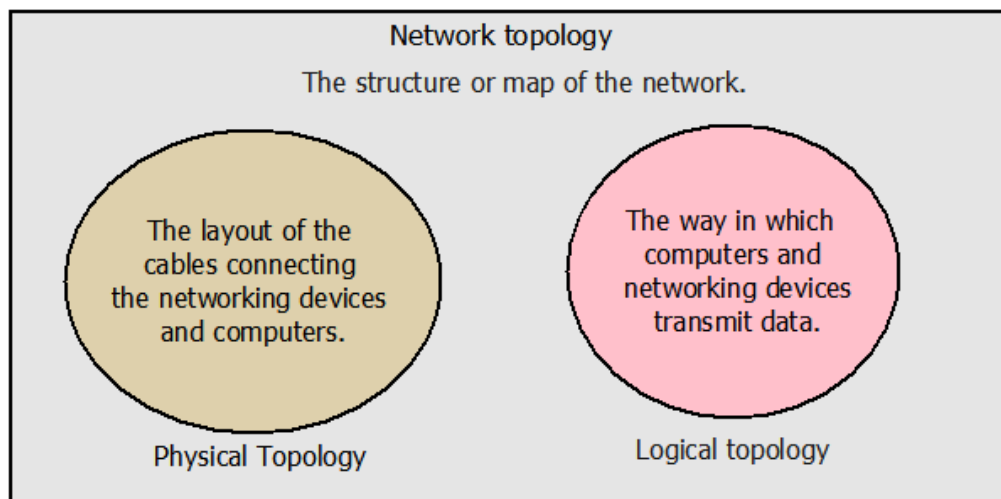 Network topology
The structure or map of the network.
The layout of the
cables connecting
the networking devices
and computers.
Physical Topology
The way in which
computers and
networking devices
transmit data.
Logical topology